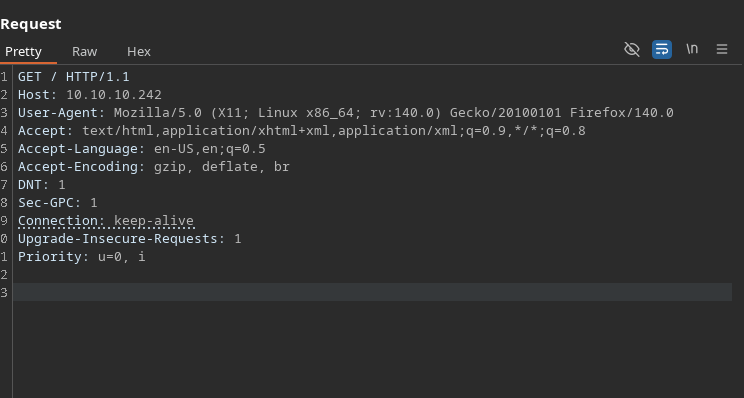 Request
Pretty Raw Hex \n
1 GET / HTTP/1.1
2 Host: 10.10.10.242
3 User-Agent: Mozilla/5.0 (X11; Linux x86_64; rv:140.0) Gecko/20100101 Firefox/140.0
4 Accept: text/html,application/xhtml+xml,application/xml;q=0.9,*/*;q=0.8
5 Accept-Language: en-US,en;q=0.5
6 Accept-Encoding: gzip, deflate, br
7 DNT: 1
8 Sec-GPC: 1
9 Connection: keep-alive
0 Upgrade-Insecure-Requests: 1
1 Priority: u=0, i
2
3